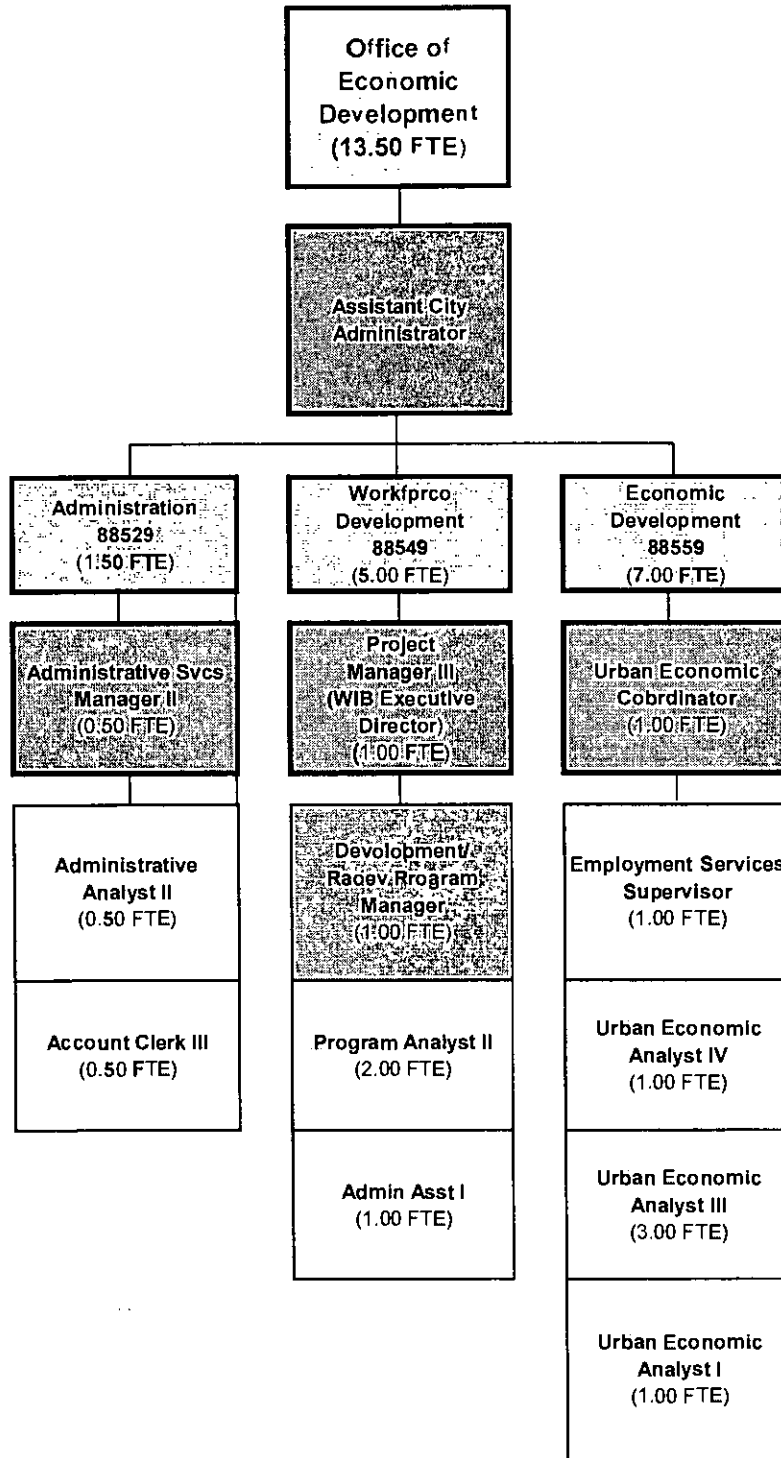 Office of
Economic
Development
(13.50 FTE)
Assistant City
Administrator
Administration
88529
(1.50 FTE)
Workfprco
Development
88549
(5.00 FTE)
Economic
Development
88559
(7.00 FTE)
Administrative Svcs
Manager II
(0.50 FTE)
Project
Manager III
(WIB Executive
Director)
(1.00 FTE)
Urban Economic
Cobrdinator
(1.00 FTE)
Administrative
Analyst II
(0.50 FTE)
Devolopment/
Raoev Rrogram
Manager
(1.00 FTE)
Employment Services
Supervisor
(1.00 FTE)
Account Clerk III
(0.50 FTE)
Program Analyst II
(2.00 FTE)
Urban Economic
Analyst IV
(1.00 FTE)
Admin Asst I
(1.00 FTE)
Urban Economic
Analyst III
(3.00 FTE)
Urban Economic
Analyst I
(1.00 FTE)